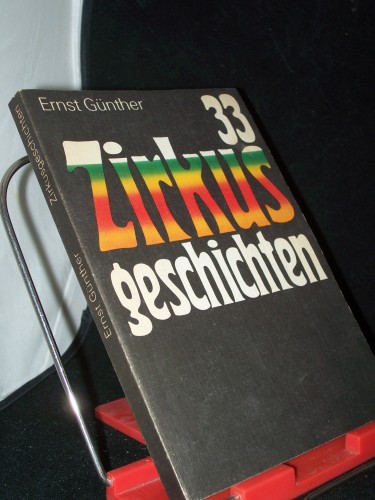 Ernst Günther
33
Zirkus
geschichten
Ernst Günther
Zirkusgeschichten